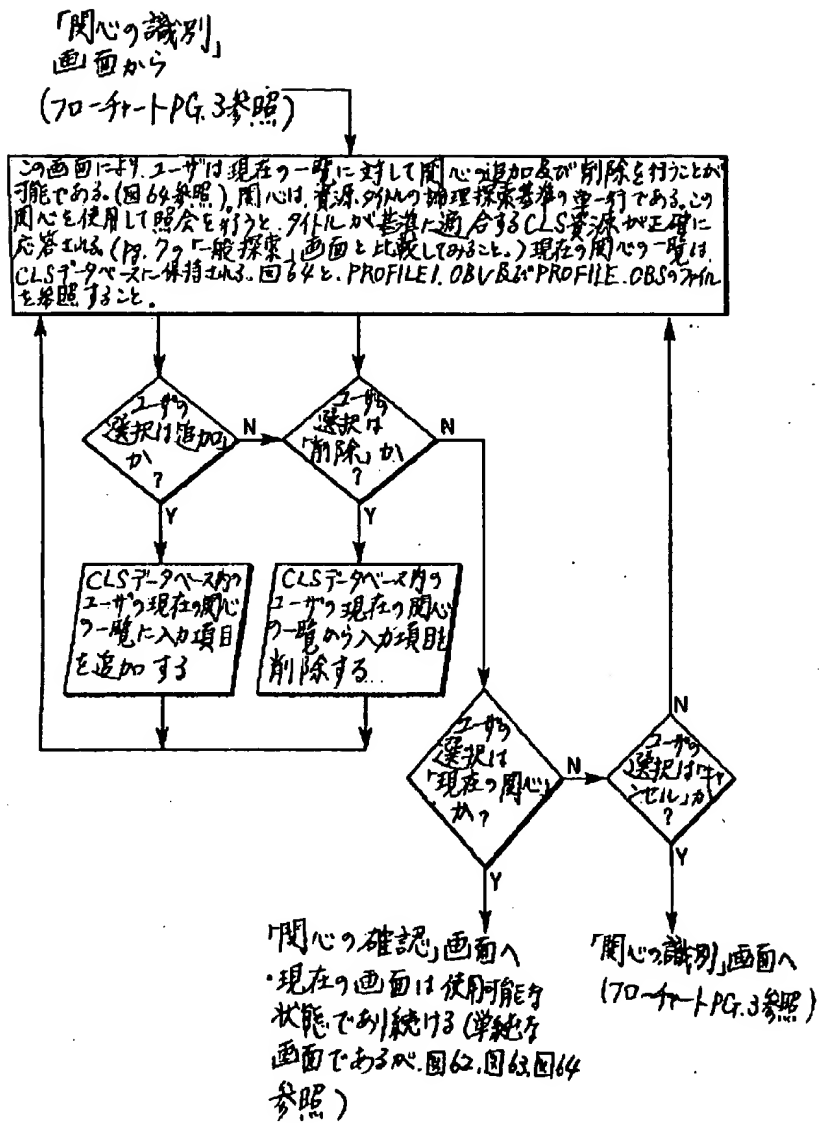 「関心の識別」
画面から
(フローチャートPG.3参照)
この画面により、ユーザは現在の一覧に対して関心の追加及び削除を行うことが
可能である。(図64参照). 関心は、資源.タイトルの論理探索基準の単一行である。この
関心を使用して照会を行うと、タイトルが基準に適合するCLS資源が正確に
応答される。(pg.7の「一般探索」画面と比較してみること。)現在の関心の一覧は、
CLSデータベースに保持される。図64と、PROFILE1.OBV及びPROFILE.OBSのファイル
を参照すること。
ユーザの
選択は「追加」
か
?
N
Y
ユーザの
選択は
「削除」か
?
N
Y
CLSデータベース内の
ユーザの現在の関心
の一覧に入力項目
を追加する
CLSデータベース内の
ユーザの現在の関心
の一覧から入力項目を
削除する..
ユーザの
選択は
「現在の関心」
か?
N
Y
ユーザの
選択は「キャ
ンセル」か
?
N
Y
「関心の確認」画面へ
・現在の画面は使用可能な
状態であり続ける(単純な
画面であるが.図62.図63.図64
参照)
「関心の識別」画面へ
(フローチャートPG.3参照)